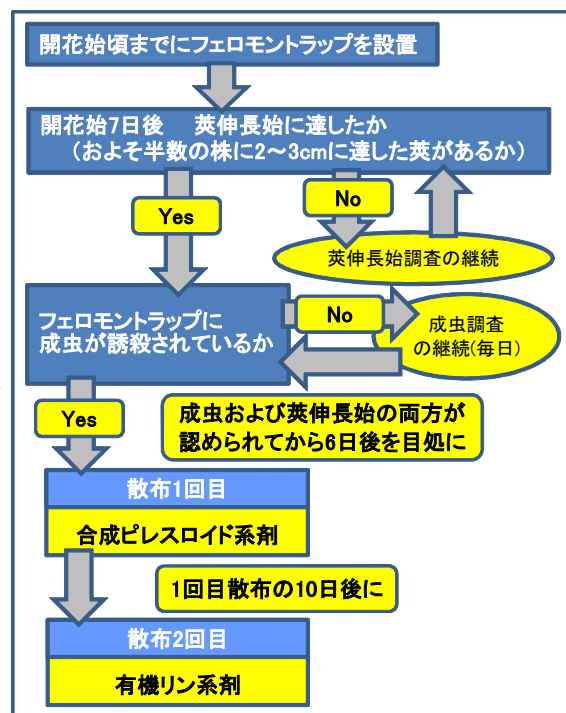 開花始頃までにフェロモントラップを設置
開花始7日後　莢伸長始に達したか
（およそ半数の株に2～3cmに達した莢があるか）
Yes
No
莢伸長始調査の継続
フェロモントラップに
成虫が誘殺されているか
No
成虫調査
の継続(毎日)
Yes
成虫および莢伸長始の両方が
認められてから6日後を目処に
散布1回目
合成ピレスロイド系剤
1回目散布の10日後に
散布2回目
有機リン系剤